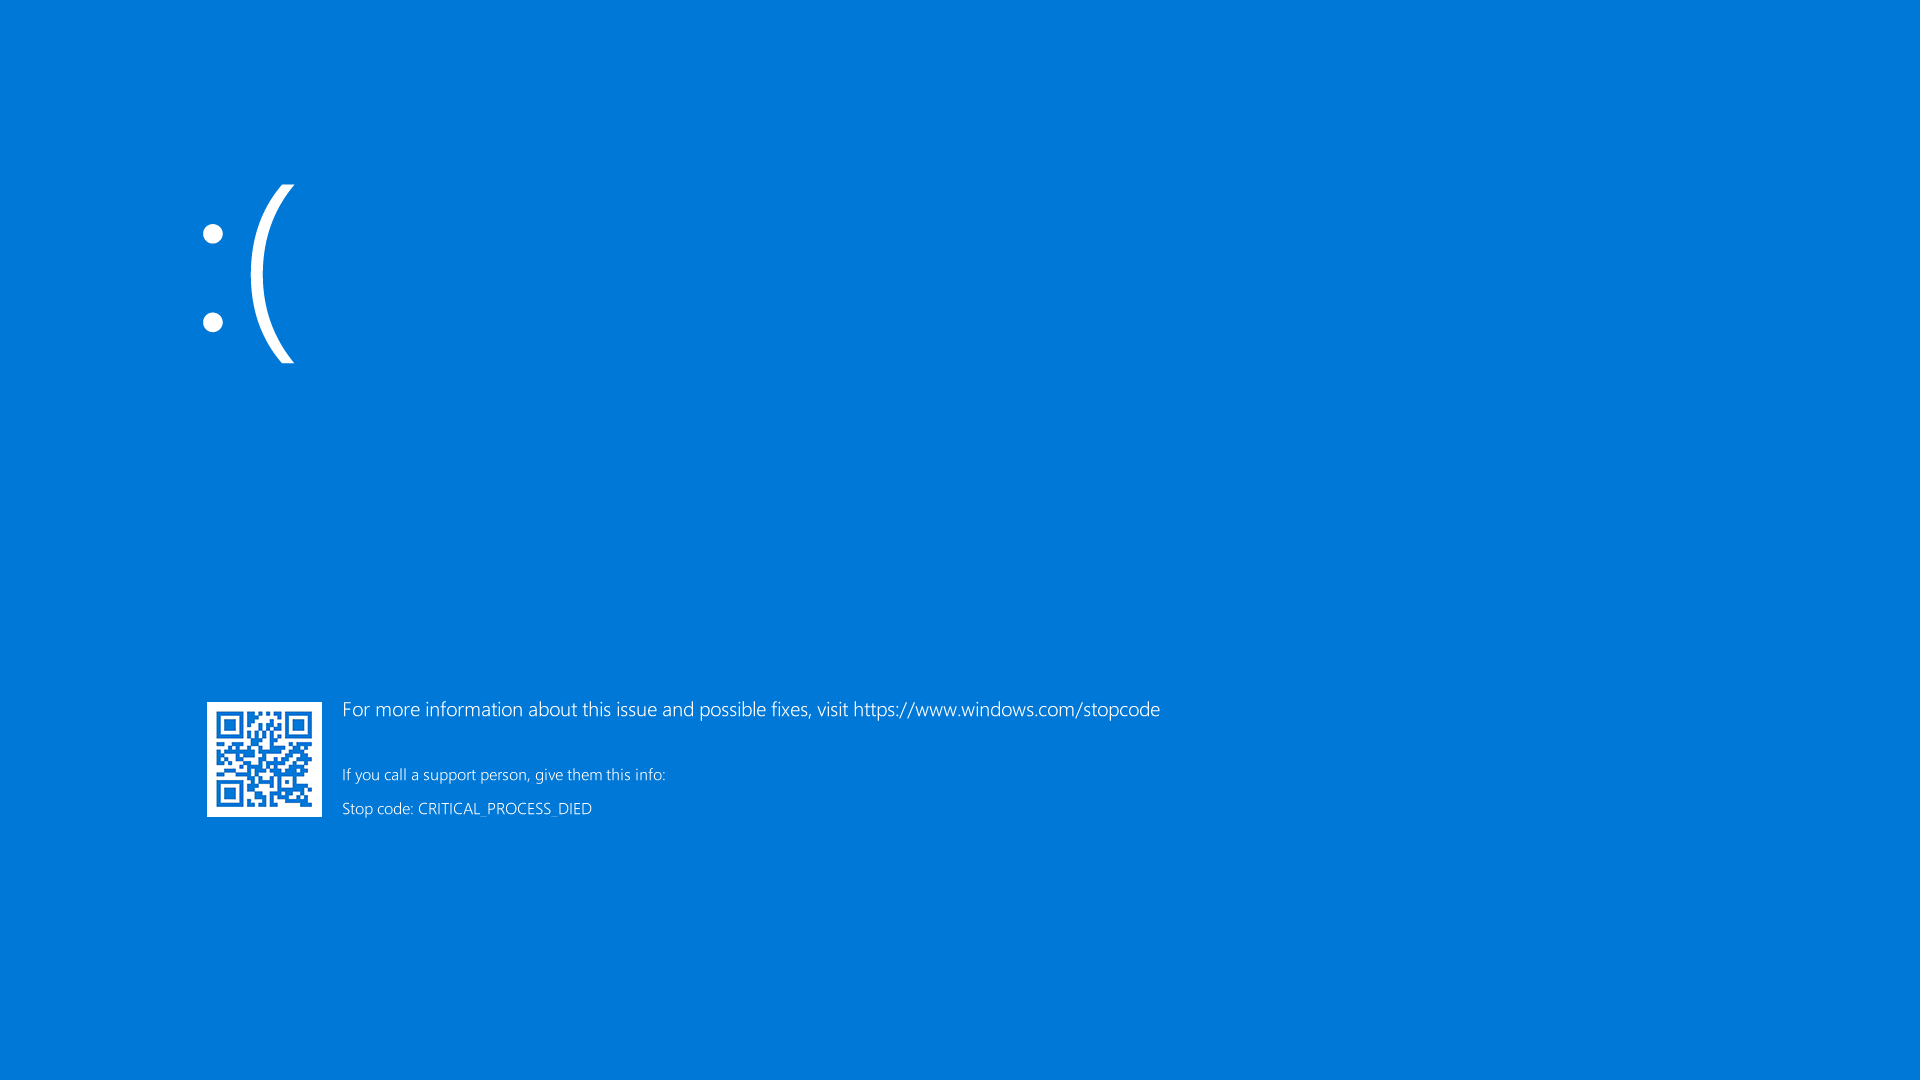 :(
For more information about this issue and possible fixes, visit https://www.windows.com/stopcode
If you call a support person, give them this info:
Stop code: CRITICAL_PROCESS_DIED